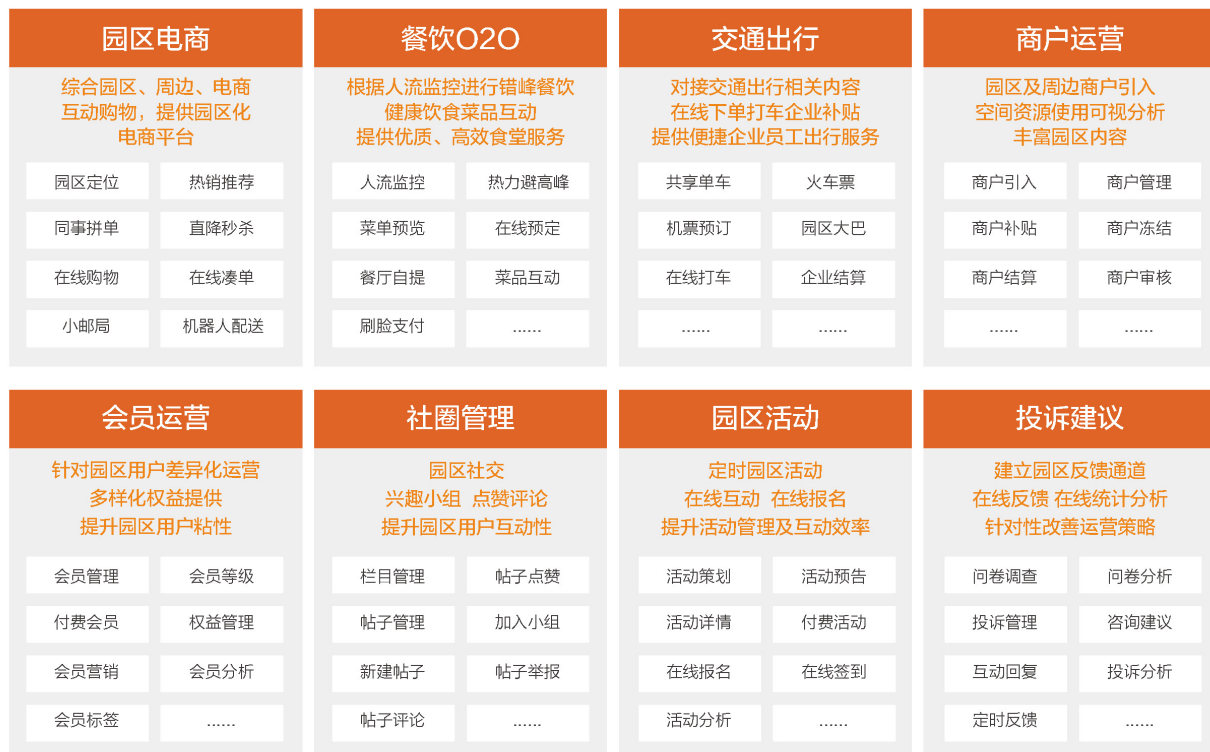 园区电商
综合园区、周边、电商
互动购物，提供园区化
电商平台
园区定位
热销推荐
同事拼单
直降秒杀
在线购物
在线凑单
小邮局
机器人配送
餐饮O2O
根据人流监控进行错峰餐饮
健康饮食菜品互动
提供优质、高效食堂服务
人流监控
热力避高峰
菜单预览
在线预定
餐厅自提
菜品互动
刷脸支付
......
交通出行
对接交通出行相关内容
在线下单打车企业补贴
提供便捷企业员工出行服务
共享单车
火车票
机票预订
园区大巴
在线打车
企业结算
......
......
商户运营
园区及周边商户引入
空间资源使用可视分析
丰富园区内容
商户引入
商户管理
商户补贴
商户冻结
商户结算
商户审核
......
......
会员运营
针对园区用户差异化运营
多样化权益提供
提升园区用户粘性
会员管理
会员等级
付费会员
权益管理
会员营销
会员分析
会员标签
......
社圈管理
园区社交
兴趣小组 点赞评论
提升园区用户互动性
栏目管理
帖子点赞
帖子管理
加入小组
新建帖子
帖子举报
帖子评论
......
园区活动
定时园区活动
在线互动 在线报名
提升活动管理及互动效率
活动策划
活动预告
活动详情
付费活动
在线报名
在线签到
活动分析
......
投诉建议
建立园区反馈通道
在线反馈 在线统计分析
针对性改善运营策略
问卷调查
问卷分析
投诉管理
咨询建议
互动回复
投诉分析
定时反馈
......